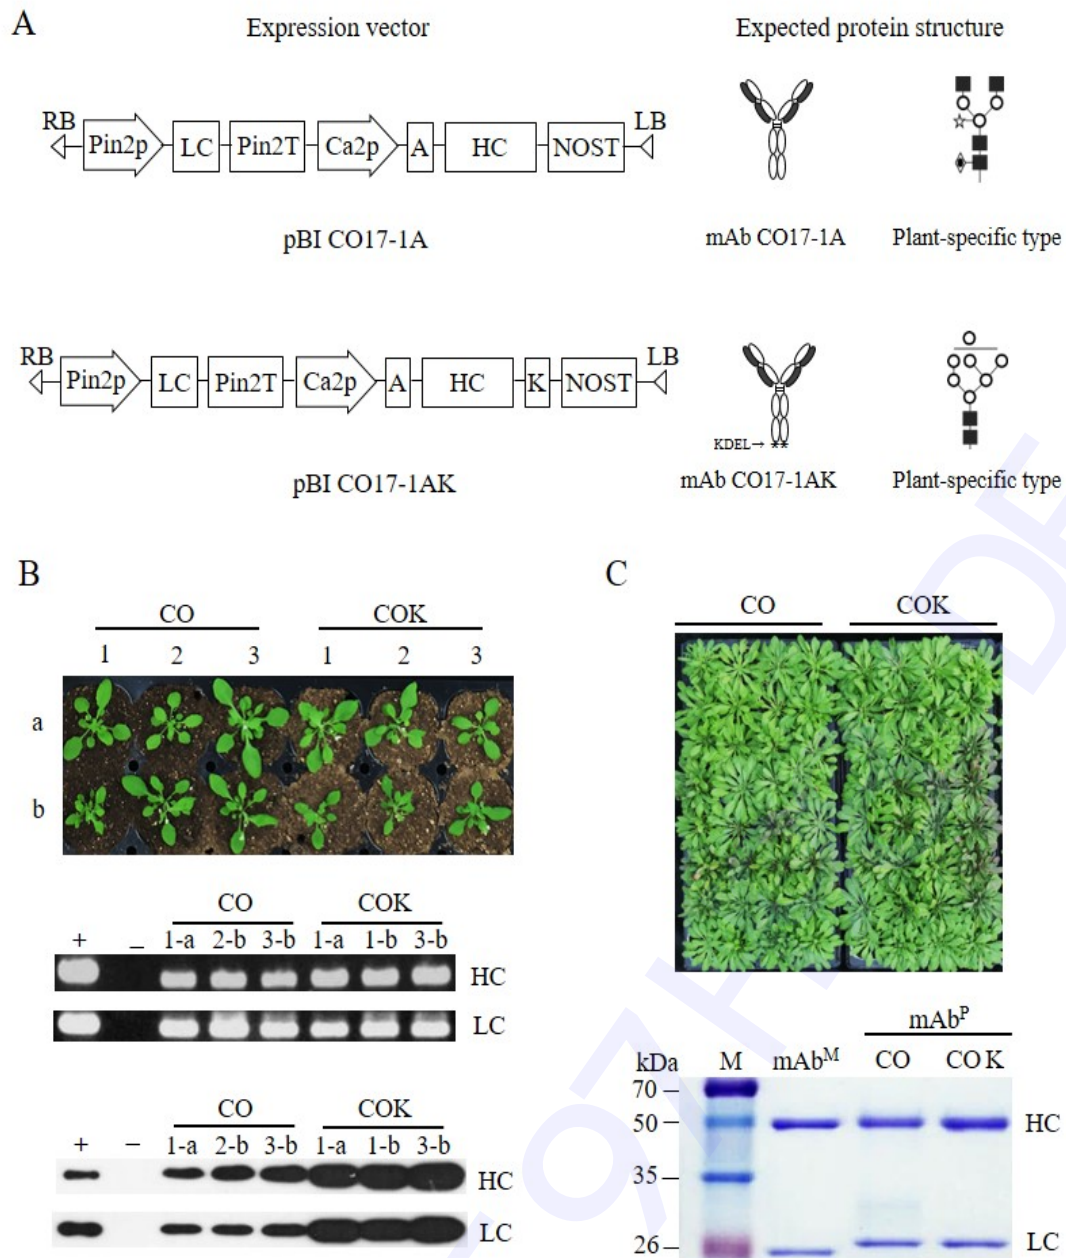 A
Expression vector
Expected protein structure
RB
Pin2p
LC
Pin2T
Ca2p
A
HC
NOST
LB
pBI CO17-1A
mAb CO17-1A
Plant-specific type
RB
Pin2p
LC
Pin2T
Ca2p
A
HC
K
NOST
LB
KDEL→ **
pBI CO17-1AK
mAb CO17-1AK
Plant-specific type
B
CO COK
1 2 3 1 2 3
a
b
CO COK
+ – 1-a 2-b 3-b 1-a 1-b 3-b
HC
LC
CO COK
+ – 1-a 2-b 3-b 1-a 1-b 3-b
HC
LC
C
CO COK
mAbᴾ
kDa M mAbᴹ CO COK
70
50
HC
35
26
LC